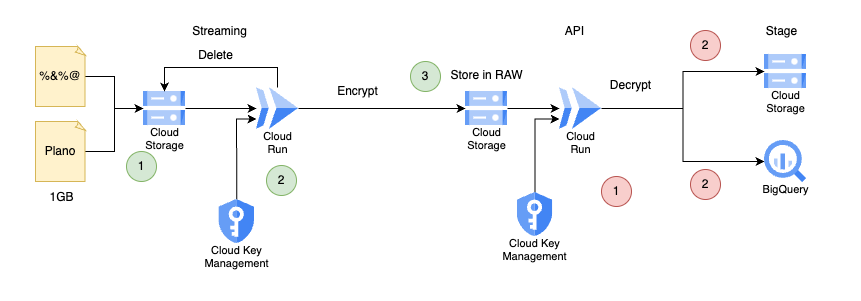 Streaming
API
Stage
Delete
%&%@
Plano
1GB
Cloud
Storage
1
Cloud
Run
2
Cloud Key
Management
Encrypt
3
Store in RAW
Cloud
Storage
Cloud
Run
Decrypt
1
Cloud Key
Management
2
Cloud
Storage
2
BigQuery